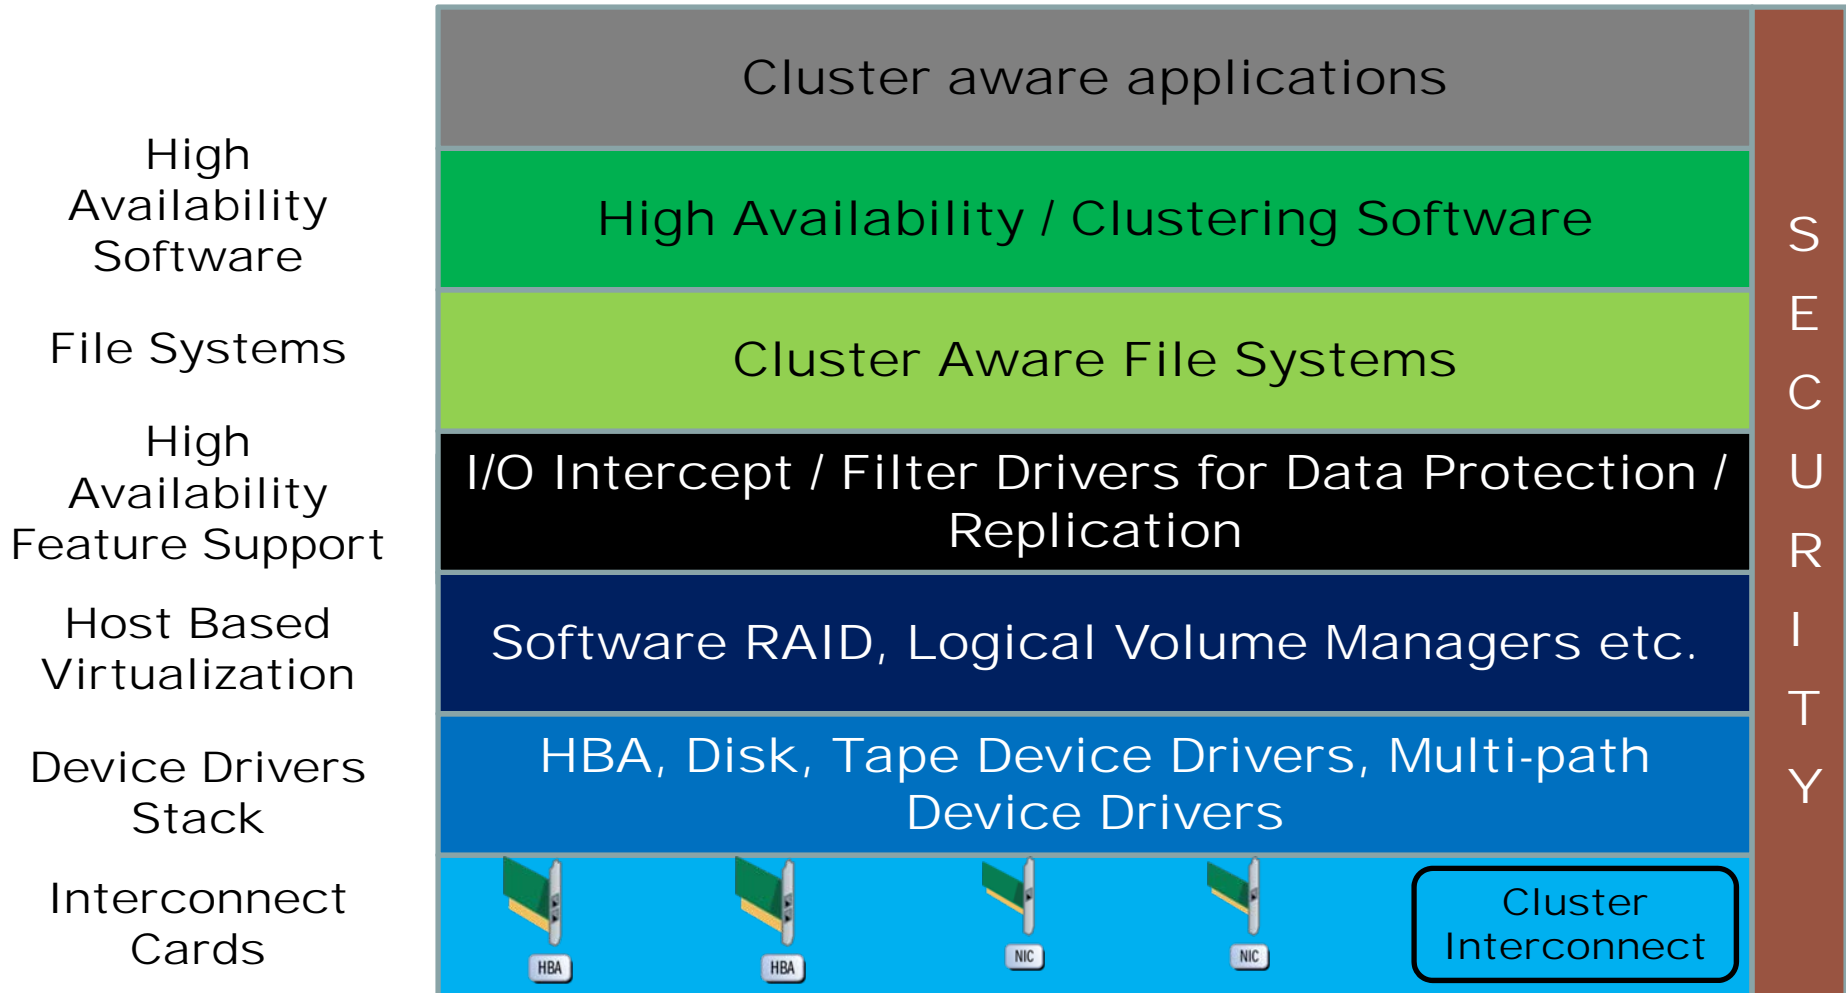 Cluster aware applications
High
Availability
Software
High Availability / Clustering Software
File Systems
Cluster Aware File Systems
High
Availability
Feature Support
I/O Intercept / Filter Drivers for Data Protection /
Replication
Host Based
Virtualization
Software RAID, Logical Volume Managers etc.
Device Drivers
Stack
HBA, Disk, Tape Device Drivers, Multi-path
Device Drivers
Interconnect
Cards
HBA
HBA
NIC
NIC
Cluster
Interconnect
S
E
C
U
R
I
T
Y